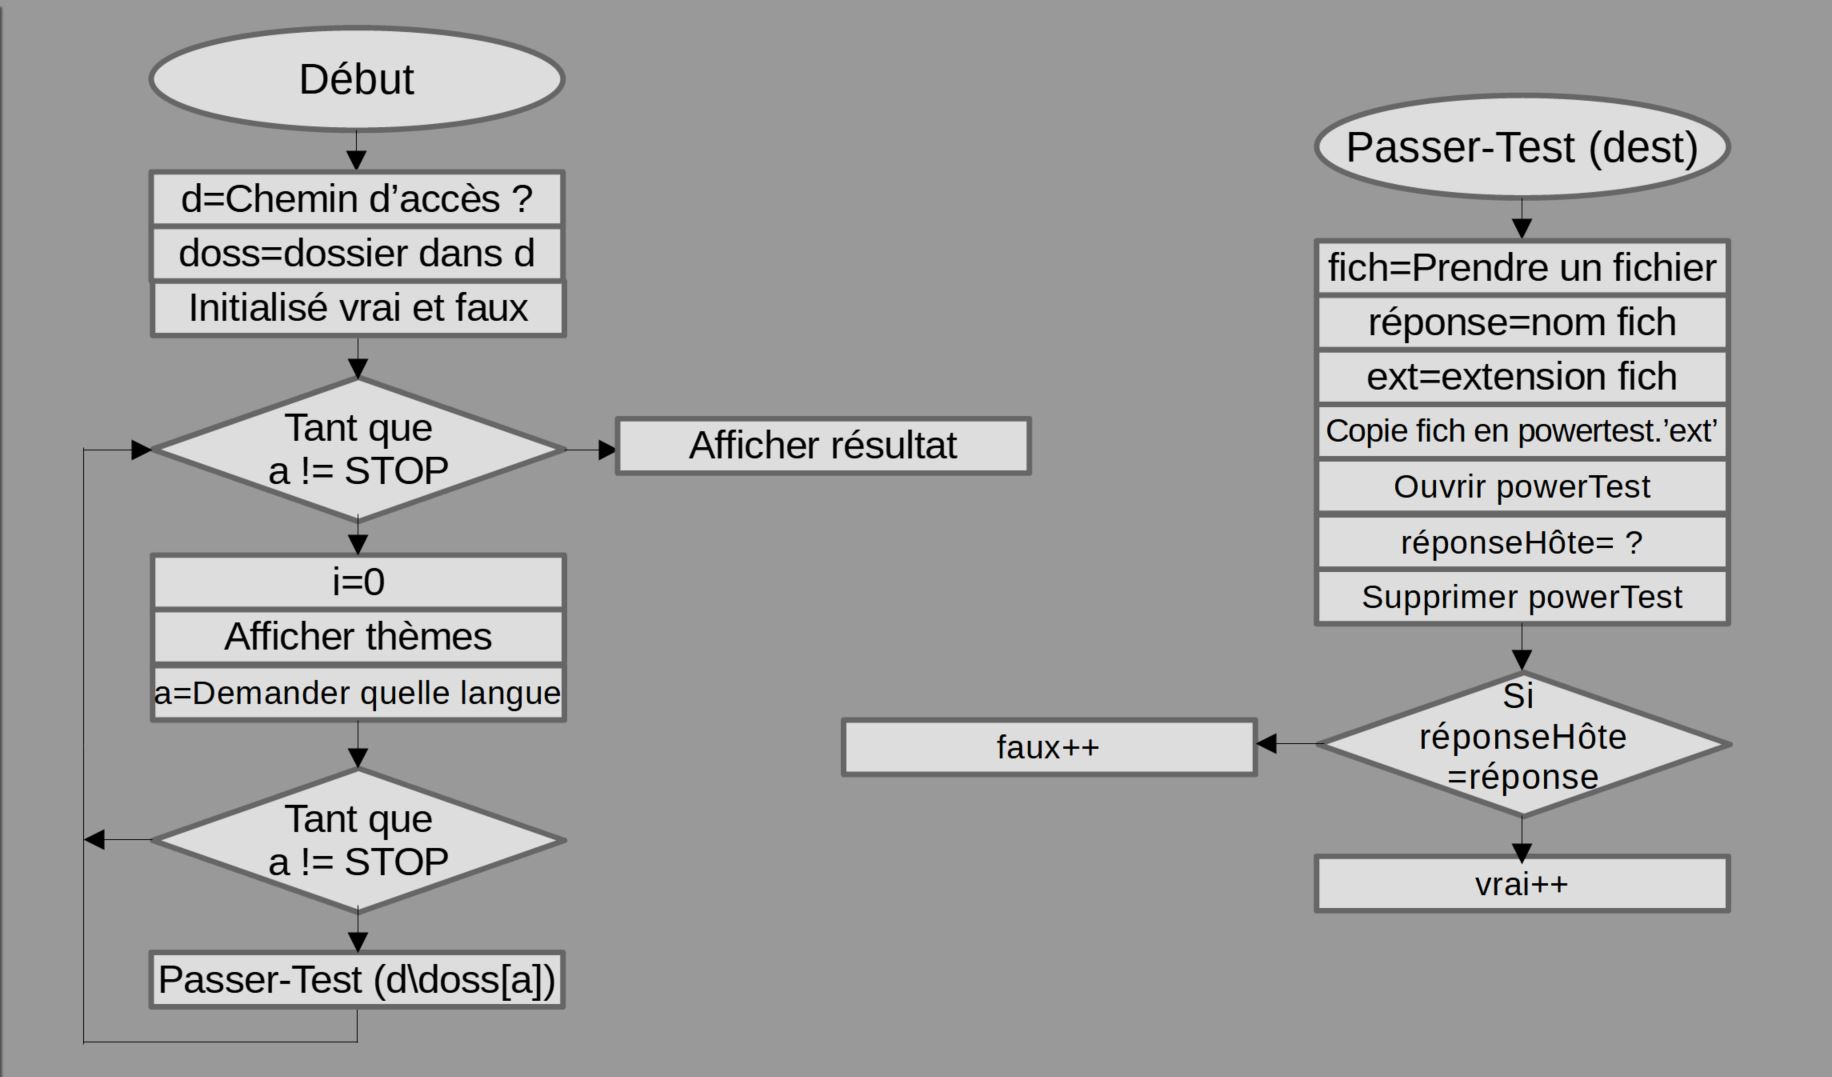 Début
d=Chemin d’accès ?
doss=dossier dans d
Initialisé vrai et faux
Tant que
a != STOP
Afficher résultat
i=0
Afficher thèmes
a=Demander quelle langue
Tant que
a != STOP
Passer-Test (d\doss[a])
Passer-Test (dest)
fich=Prendre un fichier
réponse=nom fich
ext=extension fich
Copie fich en powertest.’ext’
Ouvrir powerTest
réponseHôte= ?
Supprimer powerTest
Si
réponseHôte
=réponse
faux++
vrai++